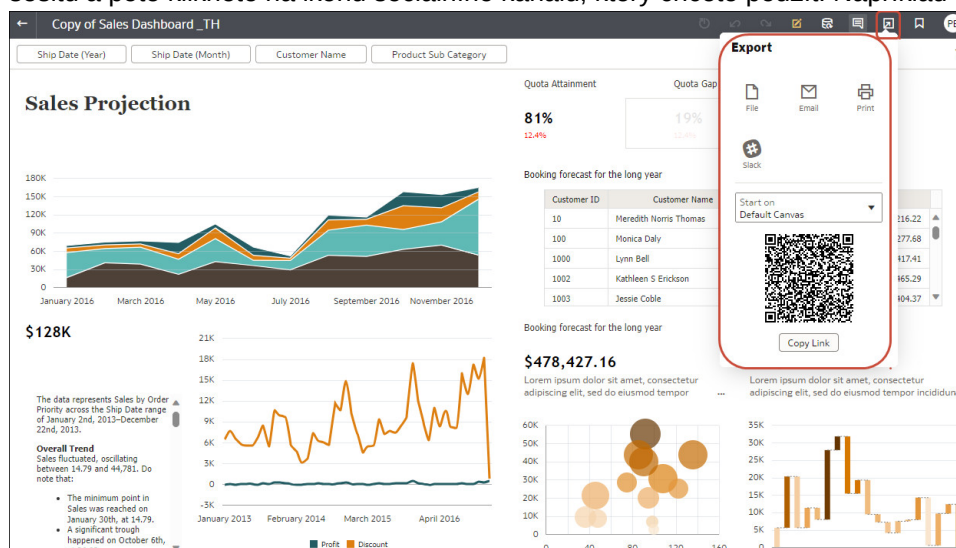 Copy of Sales Dashboard _TH
Ship Date (Year)
Ship Date (Month)
Customer Name
Product Sub Category
Export
File
Email
Print
Slack
Start on
Default Canvas
Copy Link
Sales Projection
180K
150K
120K
90K
60K
30K
0
January 2016
March 2016
May 2016
July 2016
September 2016
November 2016
Quota Attainment
Quota Gap
81%
12.4%
19%
Booking forecast for the long year
Customer ID
Customer Name
10
Meredith Norris Thomas
216.22
100
Monica Daly
277.68
1000
Lynn Bell
417.41
1002
Kathleen S Erickson
465.29
1003
Jessie Coble
404.37
$128K
The data represents Sales by Order
Priority across the Ship Date range
of January 2nd, 2013–December
22nd, 2013.
Overall Trend
Sales fluctuated, oscillating
between 14.79 and 44,781. Do
note that:
• The minimum point in
Sales was reached on
January 30th, at 14.79.
• A significant trough
happened on October 6th,
21K
18K
15K
12K
9K
6K
3K
0
-5K
January 2013
February 2014
March 2015
April 2016
Profit
Discount
Booking forecast for the long year
$478,427.16
Lorem ipsum dolor sit amet, consectetur
adipiscing elit, sed do eiusmod tempor ...
60K
50K
40K
30K
20K
10K
0
0
40
80
120
160
Lorem ipsum dolor sit amet, consectetur
adipiscing elit, sed do eiusmod tempor incididun
35K
30K
25K
20K
15K
10K
5K
0